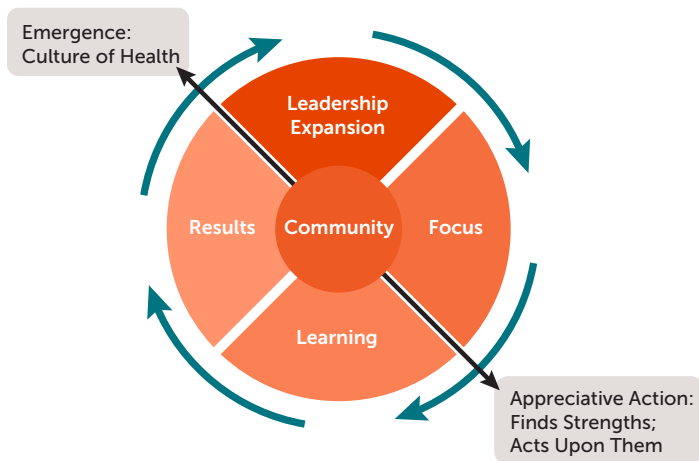 Emergence:
Culture of Health
Leadership
Expansion
Results
Community
Focus
Learning
Appreciative Action:
Finds Strengths;
Acts Upon Them